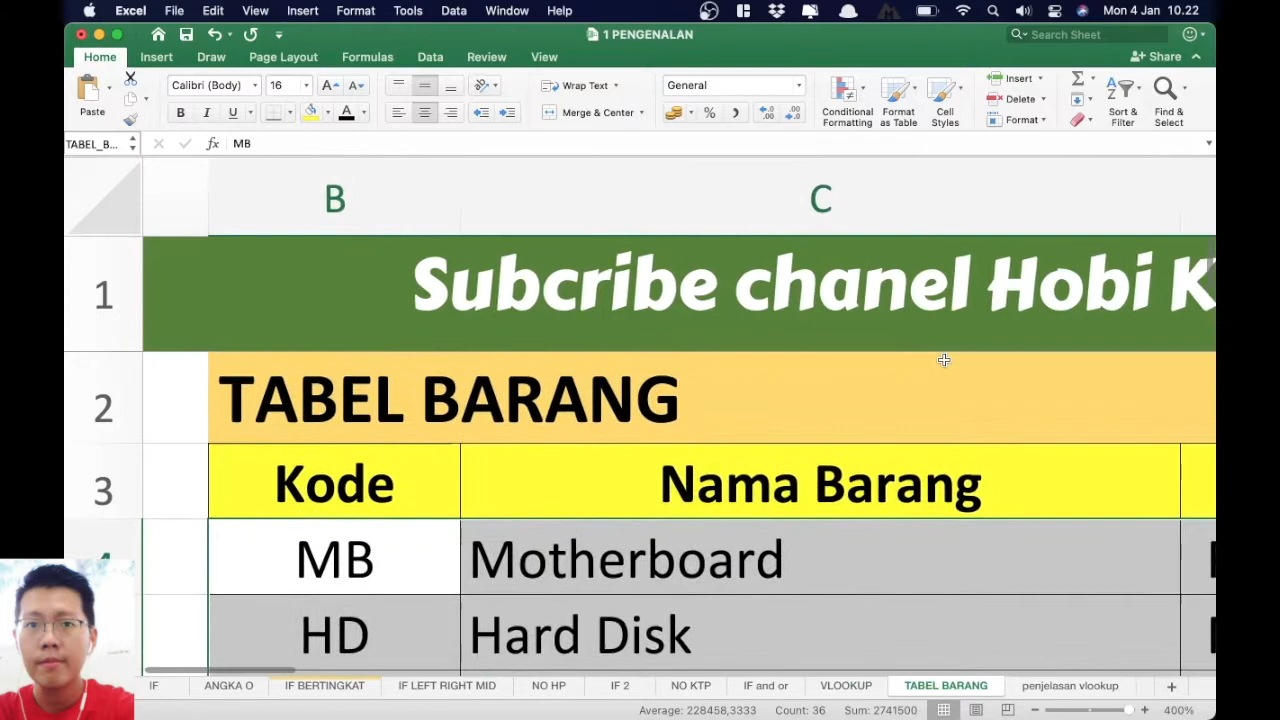 Excel File Edit View Insert Format Tools Data Window Help Mon 4 Jan 10.22
1 PENGENALAN
Search Sheet
Home Insert Draw Page Layout Formulas Data Review View Share
Paste
Calibri (Body) 16
Wrap Text
Merge & Center
General
Conditional Formatting
Format as Table
Cell Styles
Insert
Delete
Format
Sort & Filter
Find & Select
TABEL_B... fx MB
B C
1 Subcribe chanel Hobi K
2 TABEL BARANG
3 Kode Nama Barang
4 MB Motherboard
HD Hard Disk
IF ANGKA O IF BERTINGKAT IF LEFT RIGHT MID NO HP IF 2 NO KTP IF and or VLOOKUP TABEL BARANG penjelasan vlookup
Average: 228458,3333 Count: 36 Sum: 2741500 400%